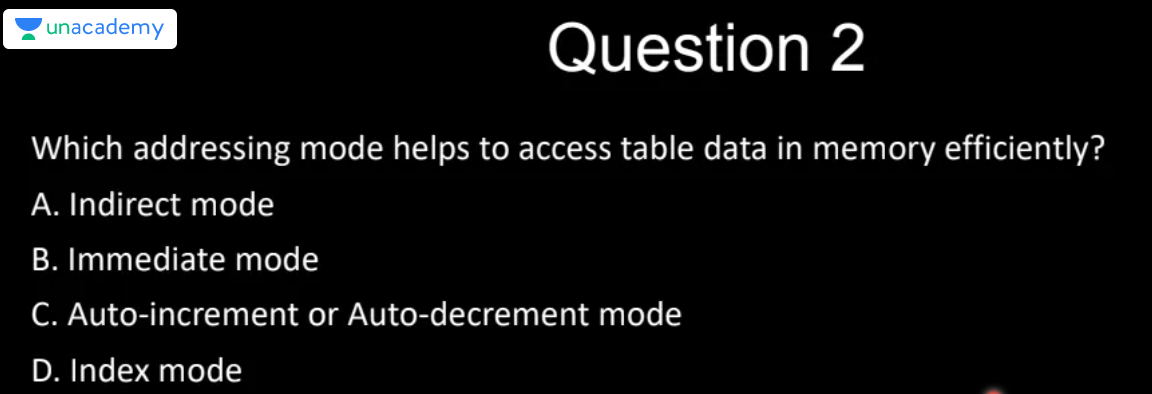 unacademy
Question 2
Which addressing mode helps to access table data in memory efficiently?
A. Indirect mode
B. Immediate mode
C. Auto-increment or Auto-decrement mode
D. Index mode